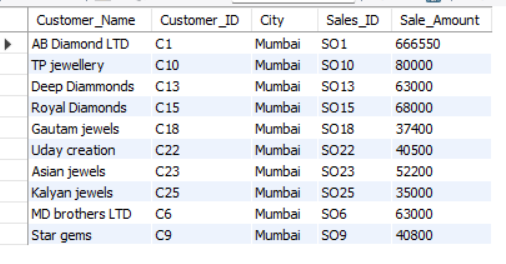 Customer_Name Customer_ID City Sales_ID Sale_Amount
AB Diamond LTD C1 Mumbai SO1 666550
TP jewellery C10 Mumbai SO10 80000
Deep Diammonds C13 Mumbai SO13 63000
Royal Diamonds C15 Mumbai SO15 68000
Gautam jewels C18 Mumbai SO18 37400
Uday creation C22 Mumbai SO22 40500
Asian jewels C23 Mumbai SO23 52200
Kalyan jewels C25 Mumbai SO25 35000
MD brothers LTD C6 Mumbai SO6 63000
Star gems C9 Mumbai SO9 40800